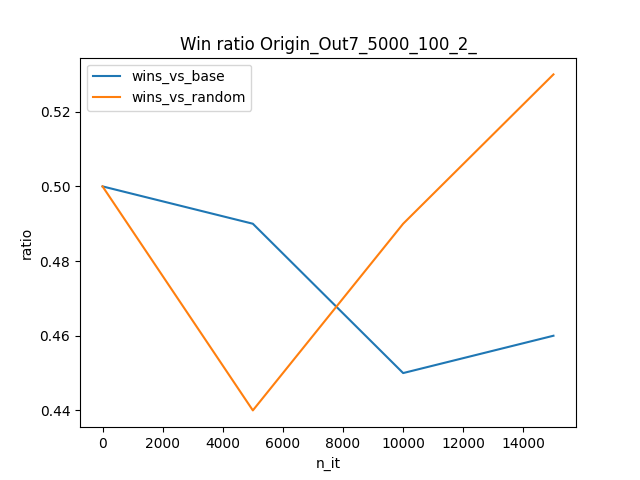 Win ratio Origin_Out7_5000_100_2_
wins_vs_base
wins_vs_random
0.52
0.50
0.48
0.46
0.44
ratio
0 2000 4000 6000 8000 10000 12000 14000
n_it